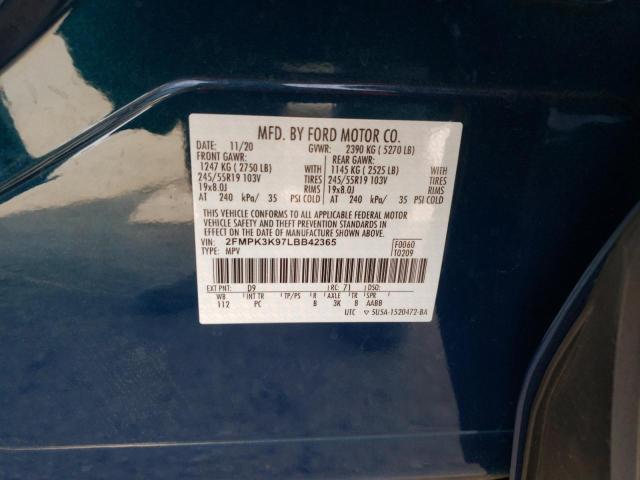 MFD. BY FORD MOTOR CO.
DATE: 11/20 GVWR: 2390 KG ( 5270 LB)
FRONT GAWR: REAR GAWR:
1247 KG ( 2750 LB) WITH 1145 KG ( 2525 LB) WITH
245/55R19 103V TIRES 245/55R19 103V TIRES
19x8.0J RIMS 19x8.0J RIMS
AT 240 kPa/ 35 PSI COLD AT 240 kPa/ 35 PSI COLD
THIS VEHICLE CONFORMS TO ALL APPLICABLE FEDERAL MOTOR
VEHICLE SAFETY AND THEFT PREVENTION STANDARDS IN
EFFECT ON THE DATE OF MANUFACTURE SHOWN ABOVE.
VIN: 2FMPK3K97LBB42365 F0060
TYPE: MPV T0209
EXT PNT: D9 RC: 71 DSO:
WB INT TR TP/PS R AXLE TR SPR
112 PC B 3K B AABB
UTC ▽ 5U5A-1520472-BA